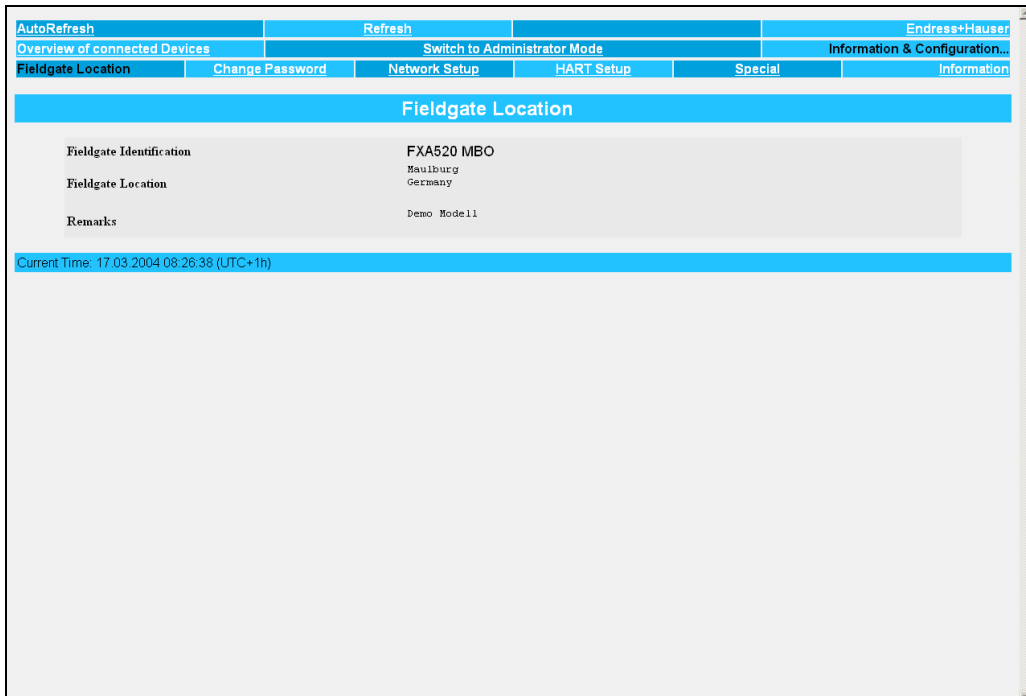 AutoRefresh Refresh Endress+Hauser
Overview of connected Devices Switch to Administrator Mode Information & Configuration...
Fieldgate Location Change Password Network Setup HART Setup Special Information
Fieldgate Location
Fieldgate Identification FXA520 MBO
Maulburg
Fieldgate Location Germany
Remarks Demo Modell
Current Time: 17.03.2004 08:26:38 (UTC+1h)